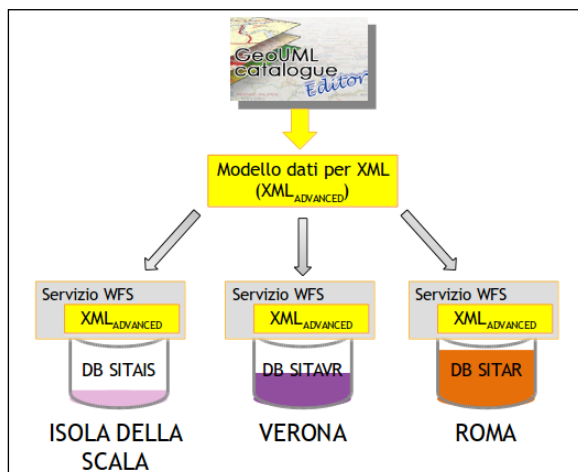 GeoUML
catalogue
Editor
Modello dati per XML
(XMLADVANCED)
Servizio WFS
XMLADVANCED
DB SITAIS
ISOLA DELLA
SCALA
Servizio WFS
XMLADVANCED
DB SITAVR
VERONA
Servizio WFS
XMLADVANCED
DB SITAR
ROMA